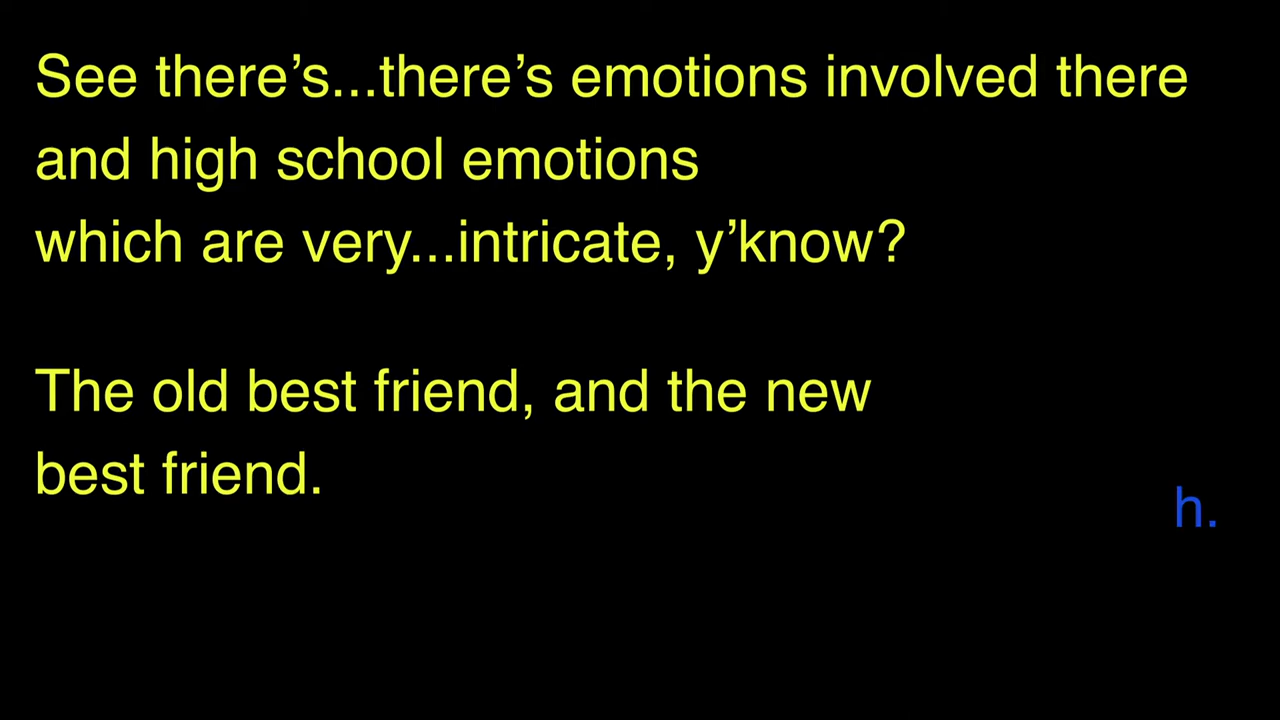 See there’s...there’s emotions involved there
and high school emotions
which are very...intricate, y’know?
The old best friend, and the new
best friend.
h.